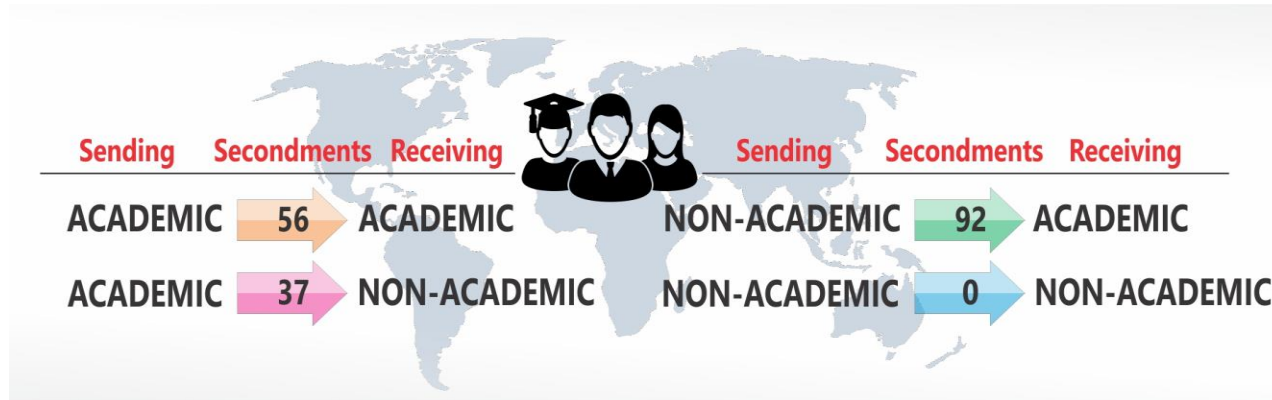 Sending Secondments Receiving Sending Secondments Receiving
ACADEMIC 56 ACADEMIC NON-ACADEMIC 92 ACADEMIC
ACADEMIC 37 NON-ACADEMIC NON-ACADEMIC 0 NON-ACADEMIC